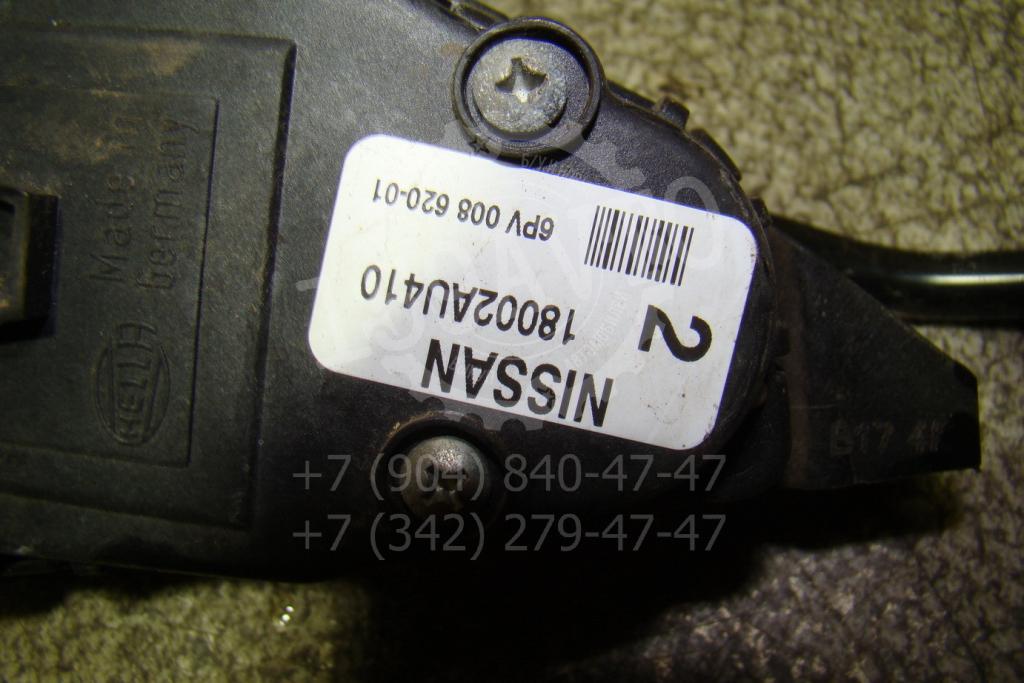 NISSAN
18002AU410
2
6PV 008 620-01
Made in
Germany
HELLA
+7 (904) 840-47-47
+7 (342) 279-47-47